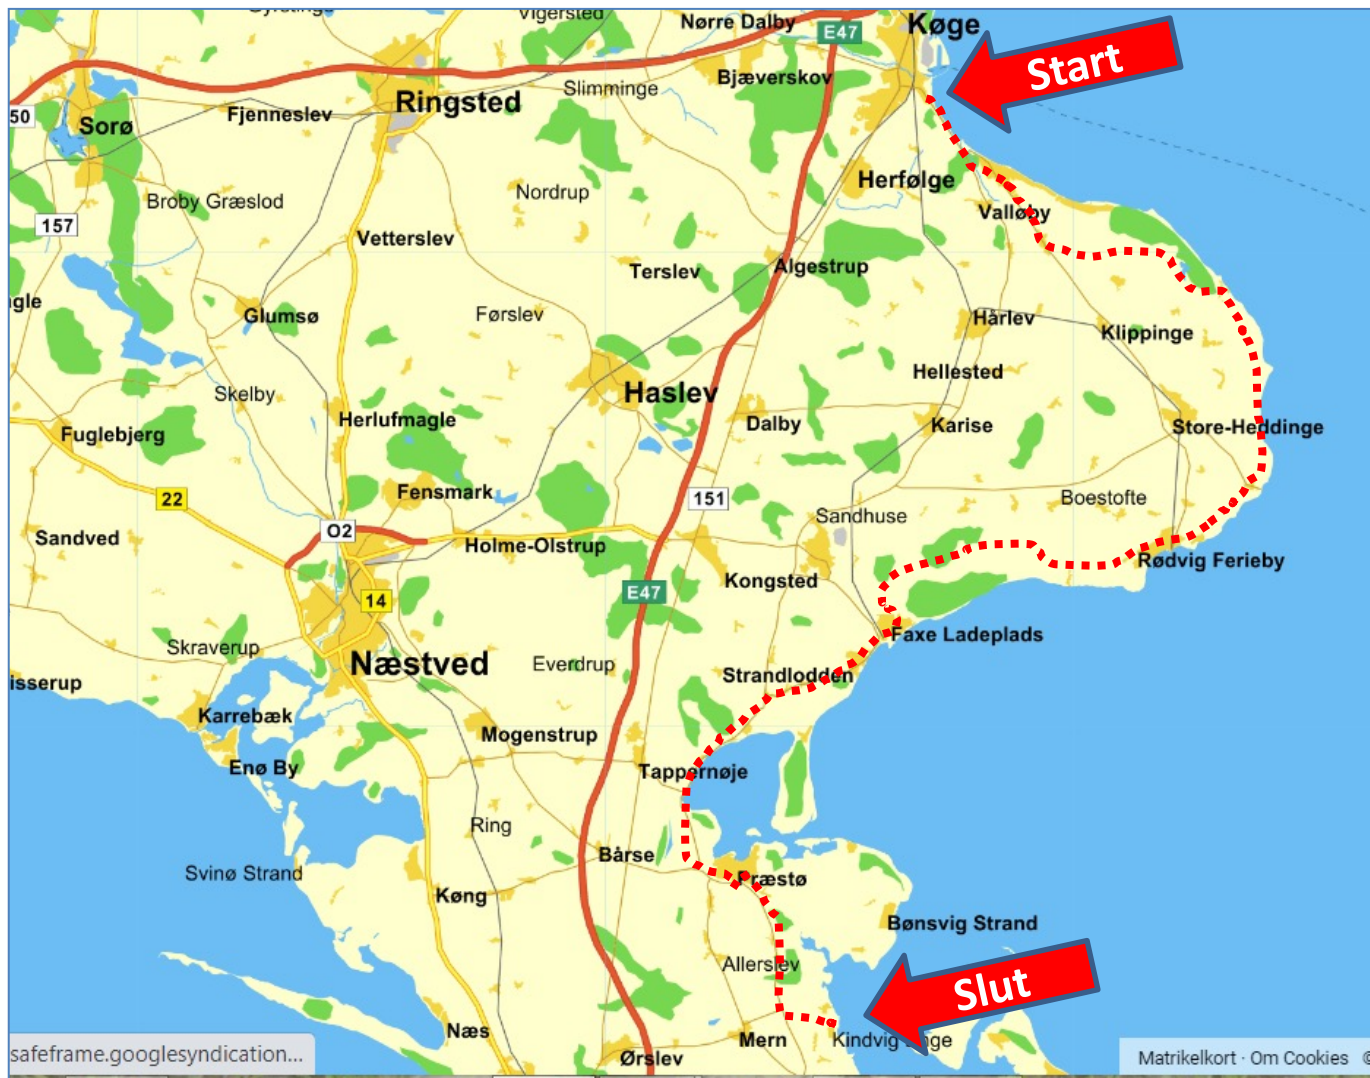 Vigersted
Nørre Dalby
Køge
E47
Start
Bjæverskov
Slimminge
Ringsted
Fjenneslev
50
Sorø
Herfølge
Nordrup
Broby Græslod
Valløby
157
Vetterslev
Algestrup
Terslev
Glumsø
Førslev
Hårlev
Klippinge
Hellested
Skelby
Haslev
Herlufmagle
Dalby
Karise
Store-Heddinge
Fuglebjerg
Fensmark
22
151
Boestofte
Sandhuse
O2
Sandved
Holme-Olstrup
Rødvig Ferieby
Kongsted
E47
14
Faxe Ladeplads
Skraverup
Næstved
Everdrup
Strandlodden
isserup
Karrebæk
Mogenstrup
Enø By
Tappernøje
Ring
Bårse
Svinø Strand
Præstø
Køng
Bønsvig Strand
Allerslev
Slut
Næs
Mern
Kindvig Enge
Ørslev
safeframe.googlesyndication...
Matrikelkort · Om Cookies ©